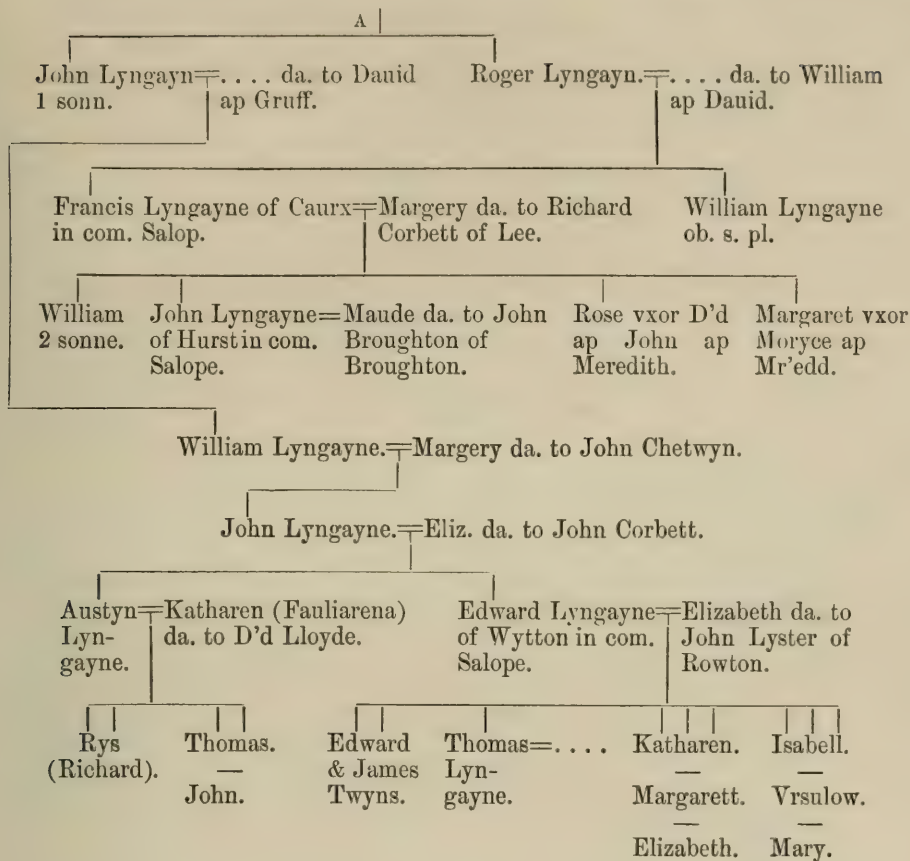 A
John Lyngayn=. . . . da. to Dauid
1 sonn. ap Gruff.
Roger Lyngayn.=. . . . da. to William
ap Dauid.
Francis Lyngayne of Caurx=Margery da. to Richard
in com. Salop. Corbett of Lee.
William Lyngayne
ob. s. pl.
William
2 sonne.
John Lyngayne=Maude da. to John
of Hurst in com. Broughton of
Salope. Broughton.
Rose vxor D'd
ap John ap
Meredith.
Margaret vxor
Moryce ap
Mr'edd.
William Lyngayne.=Margery da. to John Chetwyn.
John Lyngayne.=Eliz. da. to John Corbett.
Austyn=Katharen (Fauliarena)
Lyn- da. to D'd Lloyde.
gayne.
Edward Lyngayne=Elizabeth da. to
of Wytton in com. John Lyster of
Salope. Rowton.
Rys
(Richard).
Thomas.
—
John.
Edward
& James
Twyns.
Thomas=. . . .
Lyn-
gayne.
Katharen.
—
Margarett.
—
Elizabeth.
Isabell.
—
Vrsulow.
—
Mary.